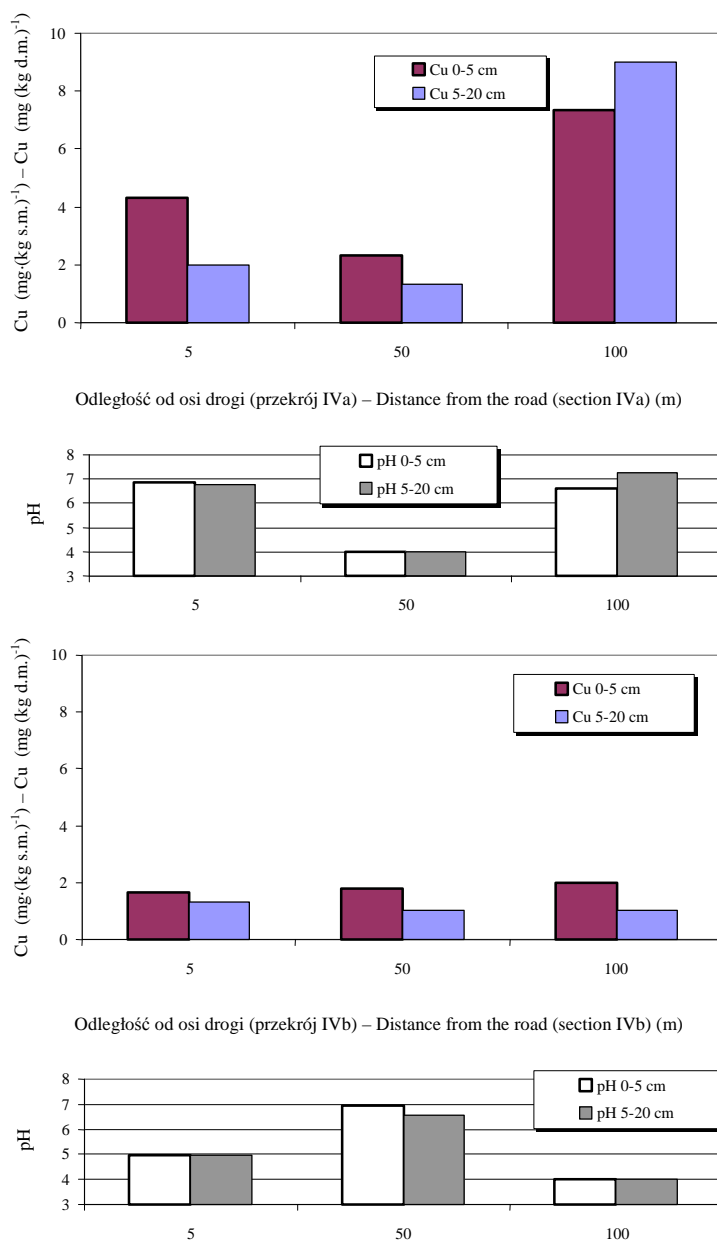 10
8
6
4
2
0
Cu (mg·(kg s.m.)⁻¹) – Cu (mg (kg d.m.)⁻¹)
Cu 0-5 cm
Cu 5-20 cm
5 50 100
Odległość od osi drogi (przekrój IVa) – Distance from the road (section IVa) (m)
8
7
6
5
4
3
pH
pH 0-5 cm
pH 5-20 cm
5 50 100
10
8
6
4
2
0
Cu (mg·(kg s.m.)⁻¹) – Cu (mg (kg d.m.)⁻¹)
Cu 0-5 cm
Cu 5-20 cm
5 50 100
Odległość od osi drogi (przekrój IVb) – Distance from the road (section IVb) (m)
8
7
6
5
4
3
pH
pH 0-5 cm
pH 5-20 cm
5 50 100